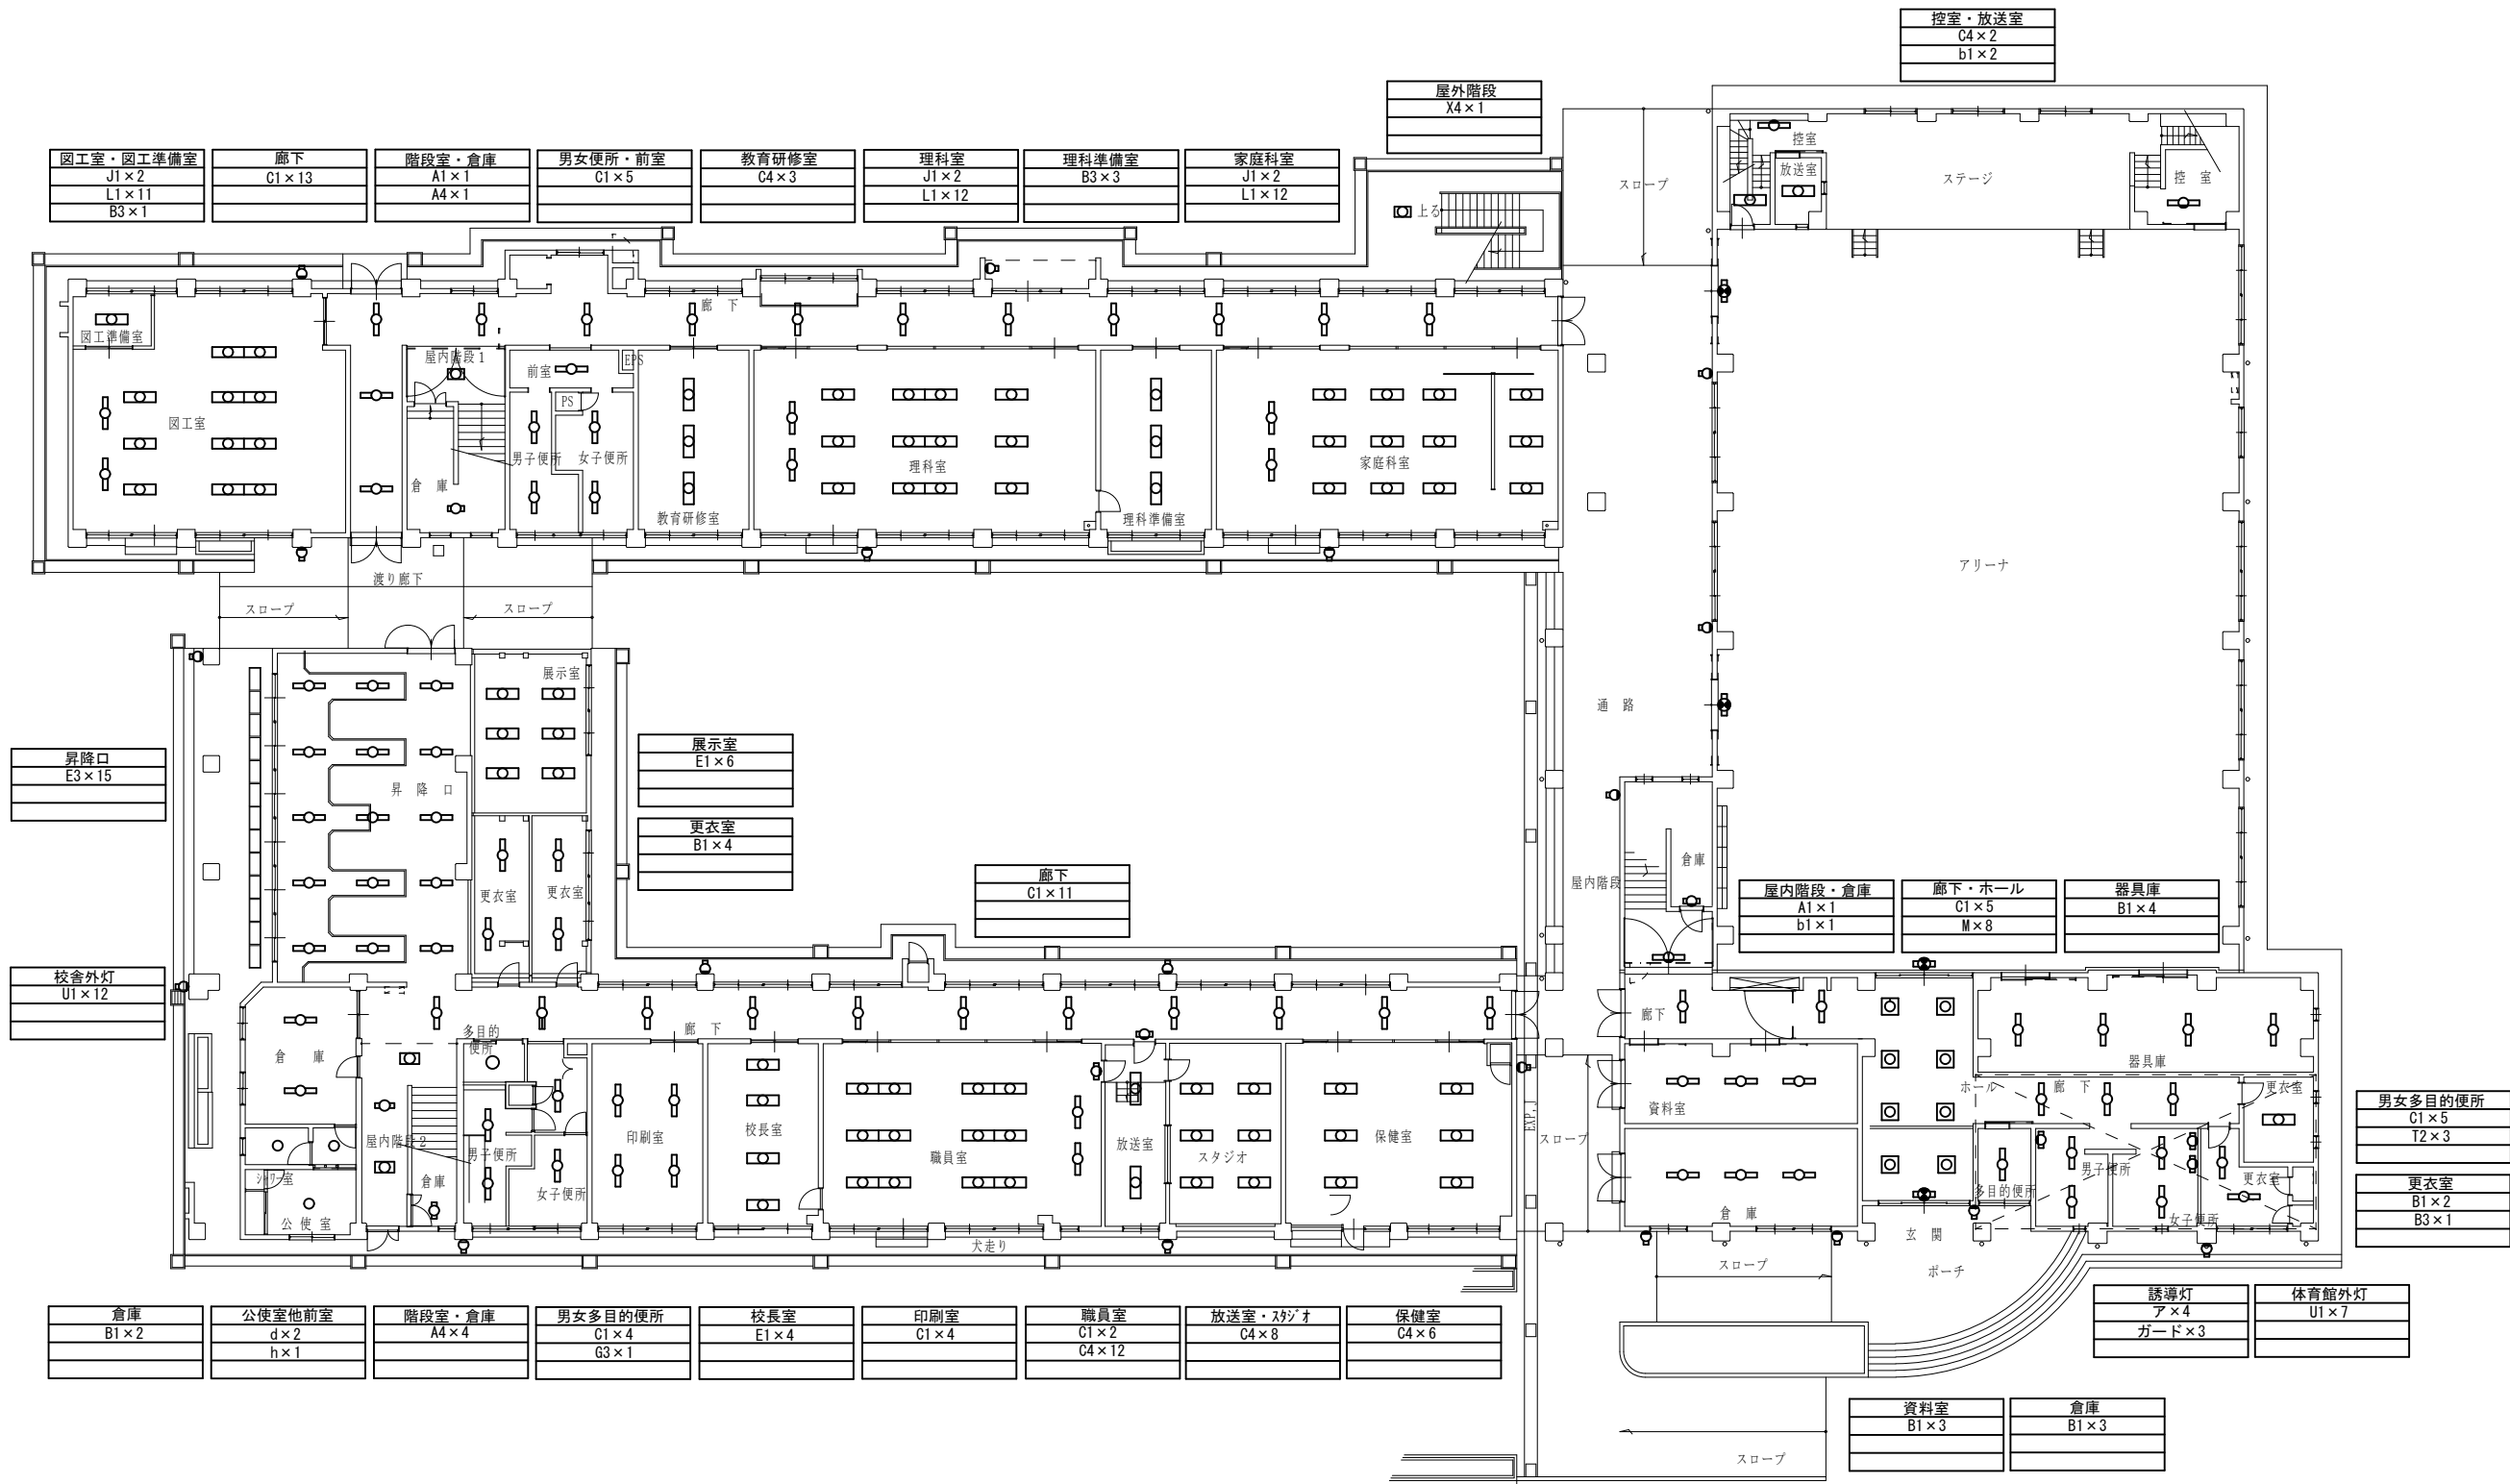 控室・放送室
C4×2
b1×2
屋外階段
X4×1
図工室・図工準備室
J1×2
L1×11
B3×1
廊下
C1×13
階段室・倉庫
A1×1
A4×1
男女便所・前室
C1×5
教育研修室
C4×3
理科室
J1×2
L1×12
理科準備室
B3×3
家庭科室
J1×2
L1×12
控室
放送室
ステージ
控 室
スロープ
上る
廊 下
図工準備室
屋内階段1
前室
EPS
PS
図工室
男子便所
女子便所
倉 庫
教育研修室
理科室
理科準備室
家庭科室
アリーナ
渡り廊下
スロープ
スロープ
展示室
通 路
昇降口
E3×15
昇 降 口
展示室
E1×6
更衣室
B1×4
更衣室
更衣室
廊下
C1×11
倉庫
屋内階段
屋内階段・倉庫
A1×1
b1×1
廊下・ホール
C1×5
M×8
器具庫
B1×4
校舎外灯
U1×12
倉 庫
多目的
便所
廊 下
廊下
器具庫
ホール
廊 下
更衣室
資料室
男女多目的便所
C1×5
T2×3
更衣室
B1×2
B3×1
屋内階段2
男子便所
印刷室
校長室
職員室
放送室
スタジオ
保健室
EXP.J
スロープ
シャワー室
倉庫
女子便所
公使室
犬走り
倉 庫
多目的便所
男子便所
更衣室
女子便所
玄 関
ポーチ
スロープ
倉庫
B1×2
公使室他前室
d×2
h×1
階段室・倉庫
A4×4
男女多目的便所
C1×4
G3×1
校長室
E1×4
印刷室
C1×4
職員室
C1×2
C4×12
放送室・ｽﾀｼﾞｵ
C4×8
保健室
C4×6
誘導灯
ア×4
ガード×3
体育館外灯
U1×7
資料室
B1×3
倉庫
B1×3
スロープ